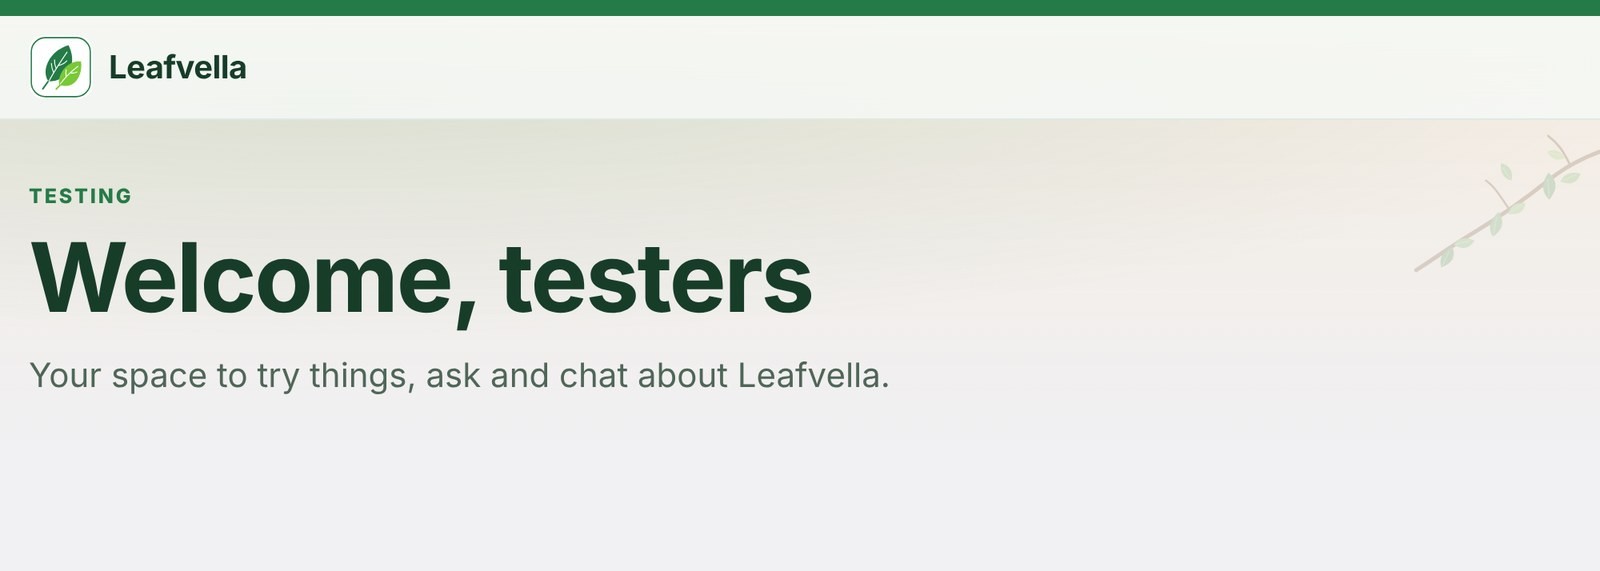 Leafvella
TESTING
Welcome, testers
Your space to try things, ask and chat about Leafvella.